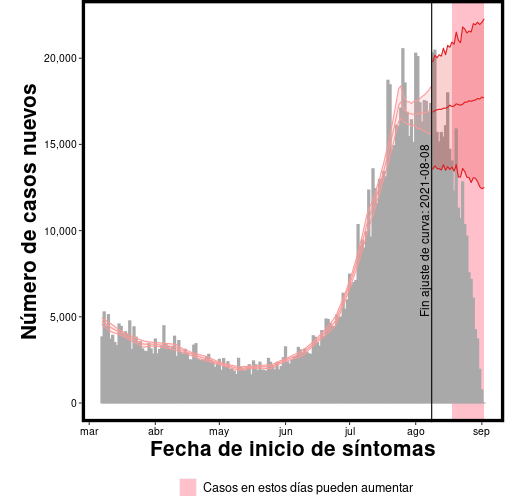 Número de casos nuevos
20,000
15,000
10,000
5,000
0
Fin ajuste de curva: 2021-08-08
mar abr may jun jul ago sep
Fecha de inicio de síntomas
Casos en estos días pueden aumentar